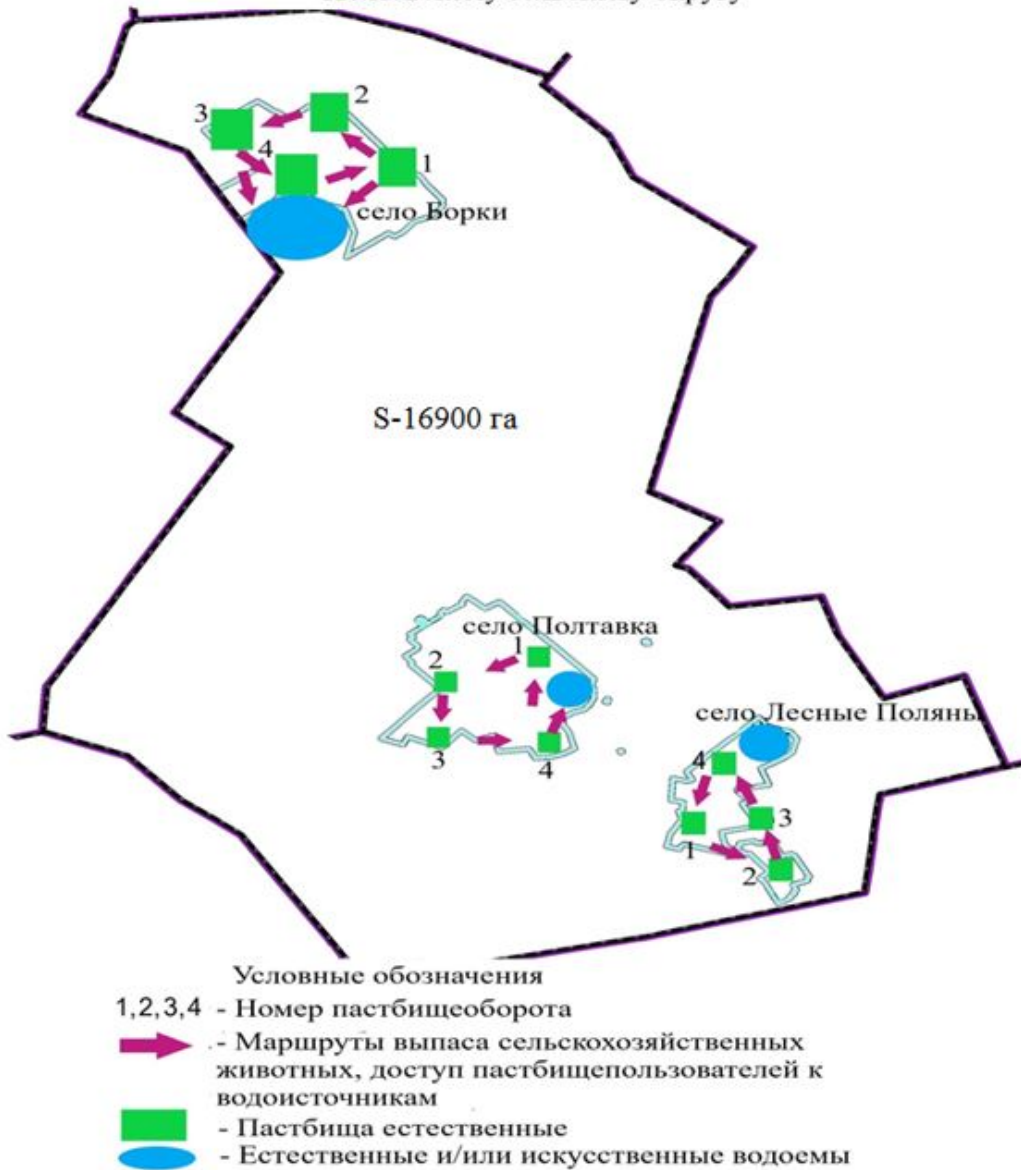 2
3
4
1
село Борки
S-16900 га
село Полтавка
1
2
3
4
село Лесные Поляны
4
3
1
2
Условные обозначения
1,2,3,4 - Номер пастбищеоборота
- Маршруты выпаса сельскохозяйственных
животных, доступ пастбищепользователей к
водоисточникам
- Пастбища естественные
- Естественные и/или искусственные водоемы